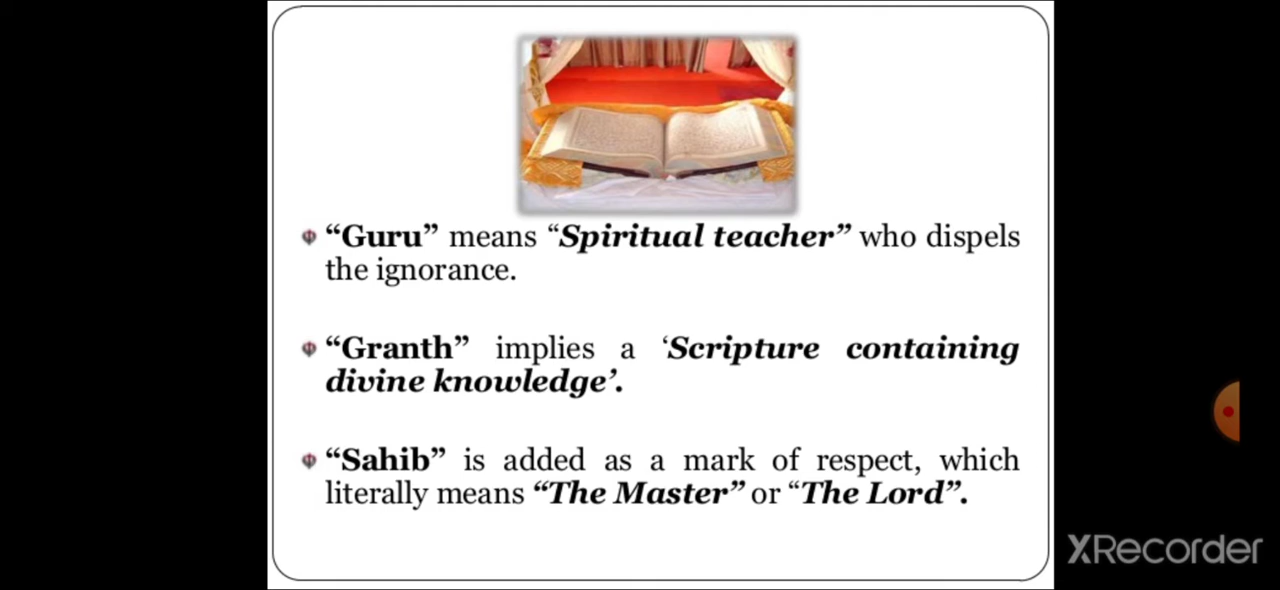 “Guru” means “Spiritual teacher” who dispels
the ignorance.
“Granth” implies a ‘Scripture containing
divine knowledge’.
“Sahib” is added as a mark of respect, which
literally means “The Master” or “The Lord”.
XRecorder